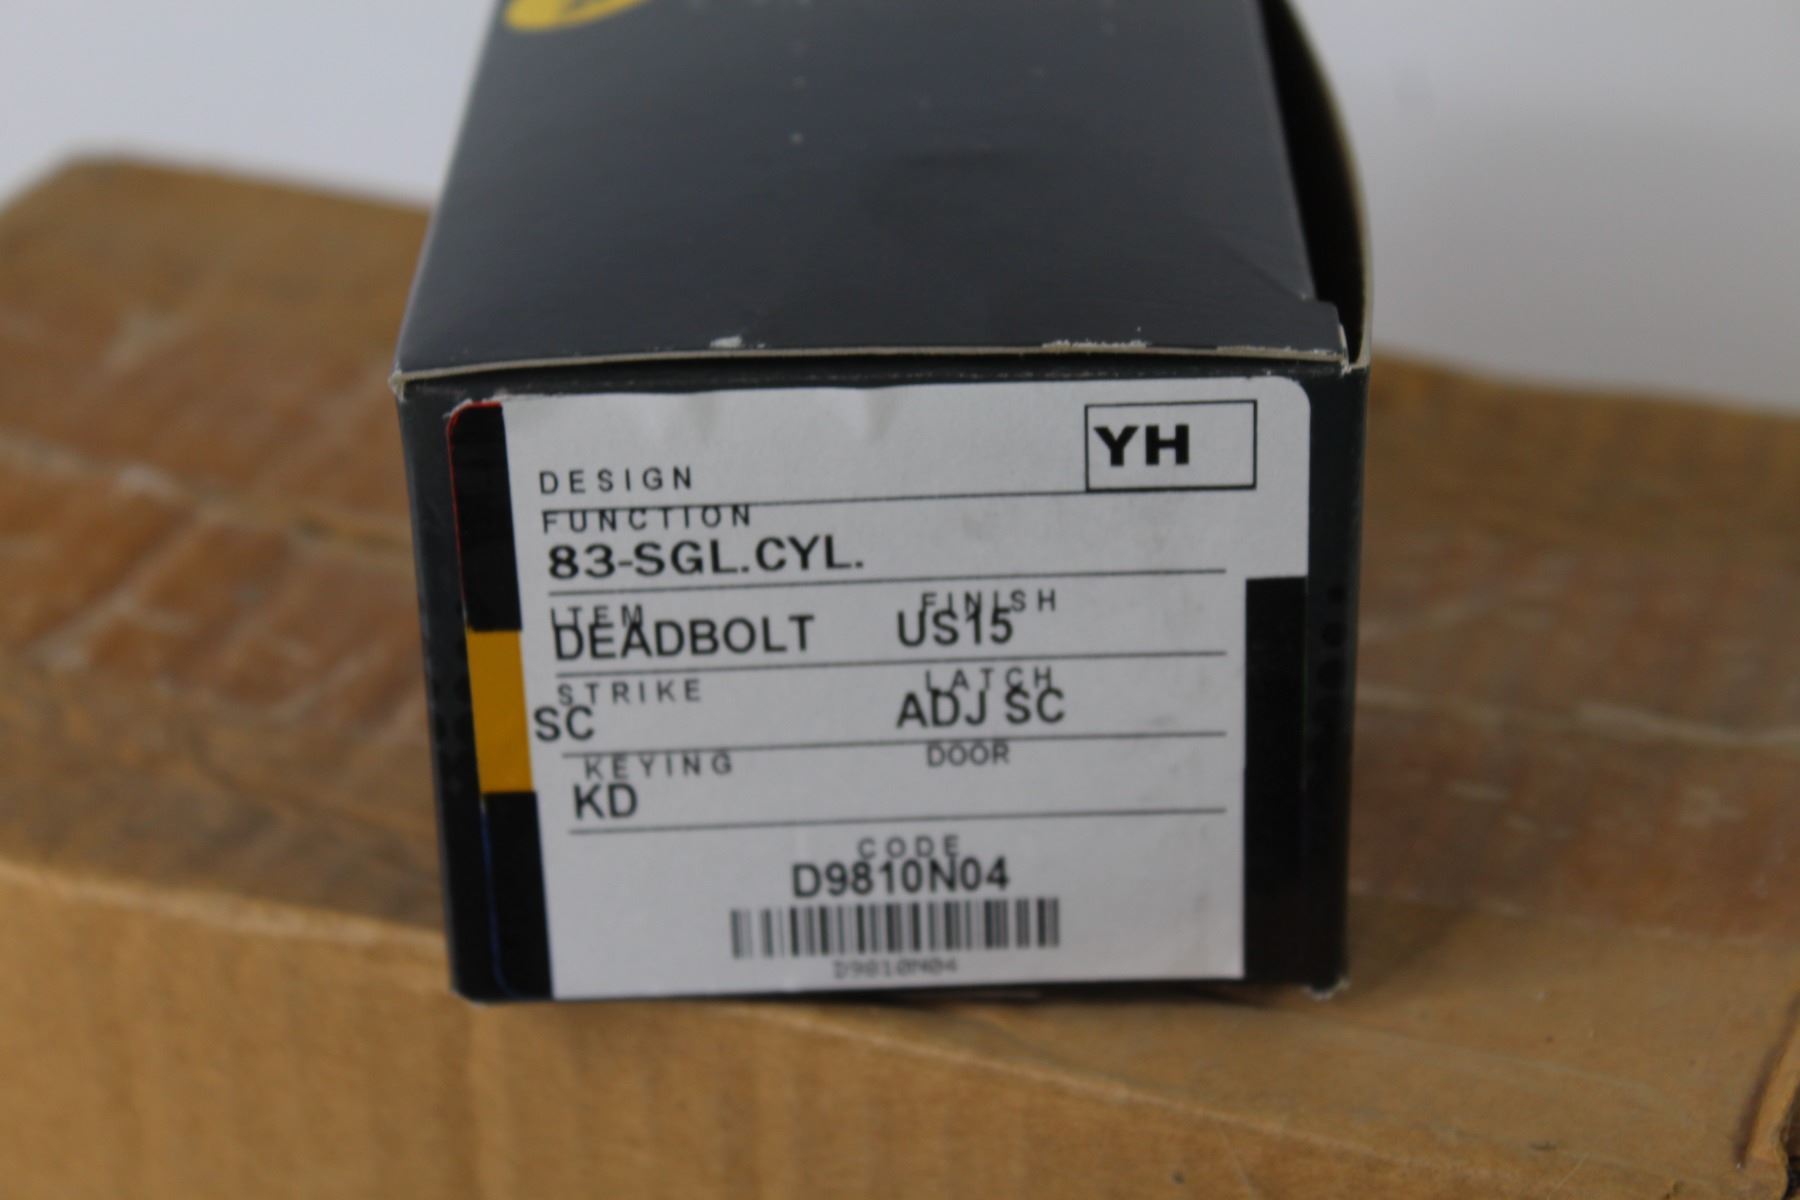 YH
DESIGN
FUNCTION
83-SGL.CYL.
ITEM FINISH
DEADBOLT US15
STRIKE LATCH
SC ADJ SC
KEYING DOOR
KD
CODE
D9810N04
D9810N04